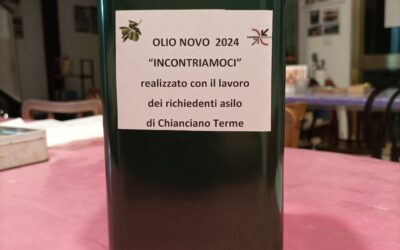 OLIO NOVO 2024
“INCONTRIAMOCI”
realizzato con il lavoro
dei richiedenti asilo
di Chianciano Terme